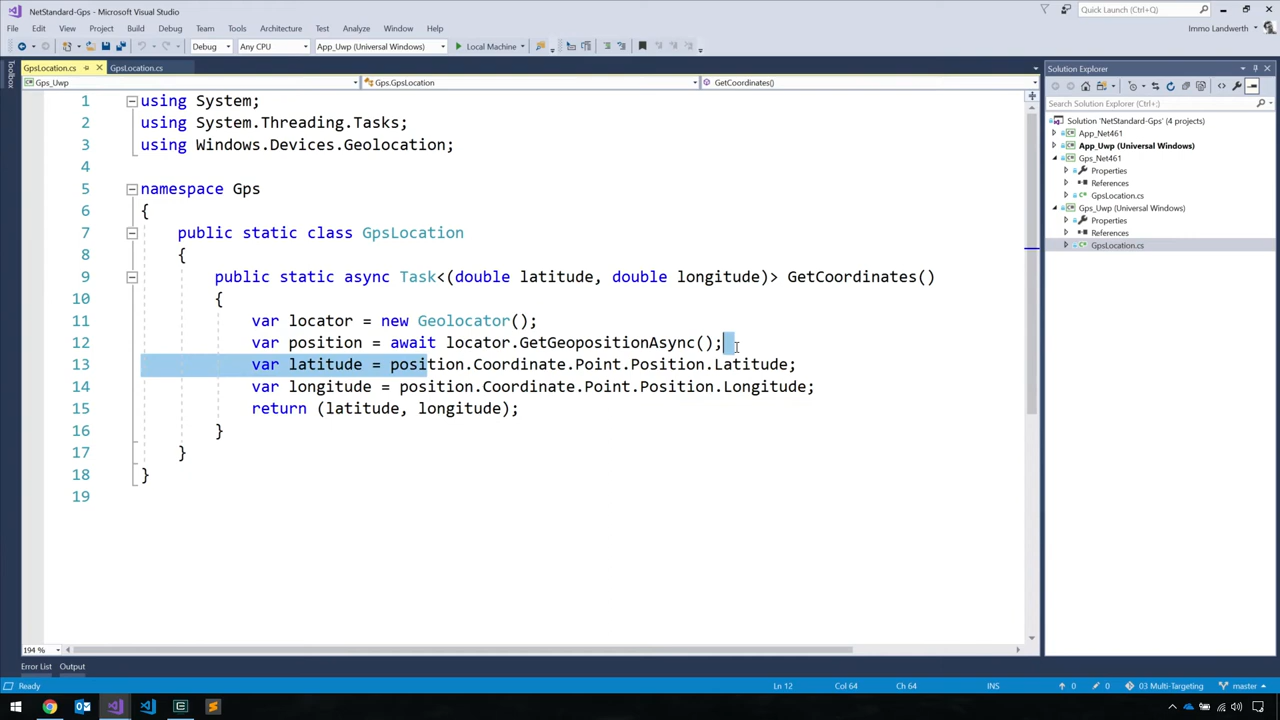 NetStandard-Gps - Microsoft Visual Studio
Quick Launch (Ctrl+Q)
File Edit View Project Build Debug Team Tools Architecture Test Analyze Window Help
Immo Landwerth
Debug Any CPU App_Uwp (Universal Windows) Local Machine
Toolbox
GpsLocation.cs GpsLocation.cs
Gps_Uwp Gps.GpsLocation GetCoordinates()
1 using System;
2 using System.Threading.Tasks;
3 using Windows.Devices.Geolocation;
4
5 namespace Gps
6 {
7 public static class GpsLocation
8 {
9 public static async Task<(double latitude, double longitude)> GetCoordinates()
10 {
11 var locator = new Geolocator();
12 var position = await locator.GetGeopositionAsync();
13 var latitude = position.Coordinate.Point.Position.Latitude;
14 var longitude = position.Coordinate.Point.Position.Longitude;
15 return (latitude, longitude);
16 }
17 }
18 }
19
194 %
Solution Explorer
Search Solution Explorer (Ctrl+;)
Solution 'NetStandard-Gps' (4 projects)
App_Net461
App_Uwp (Universal Windows)
Gps_Net461
Properties
References
GpsLocation.cs
Gps_Uwp (Universal Windows)
Properties
References
GpsLocation.cs
Error List Output
Ready Ln 12 Col 64 Ch 64 INS 0 0 03 Multi-Targeting master